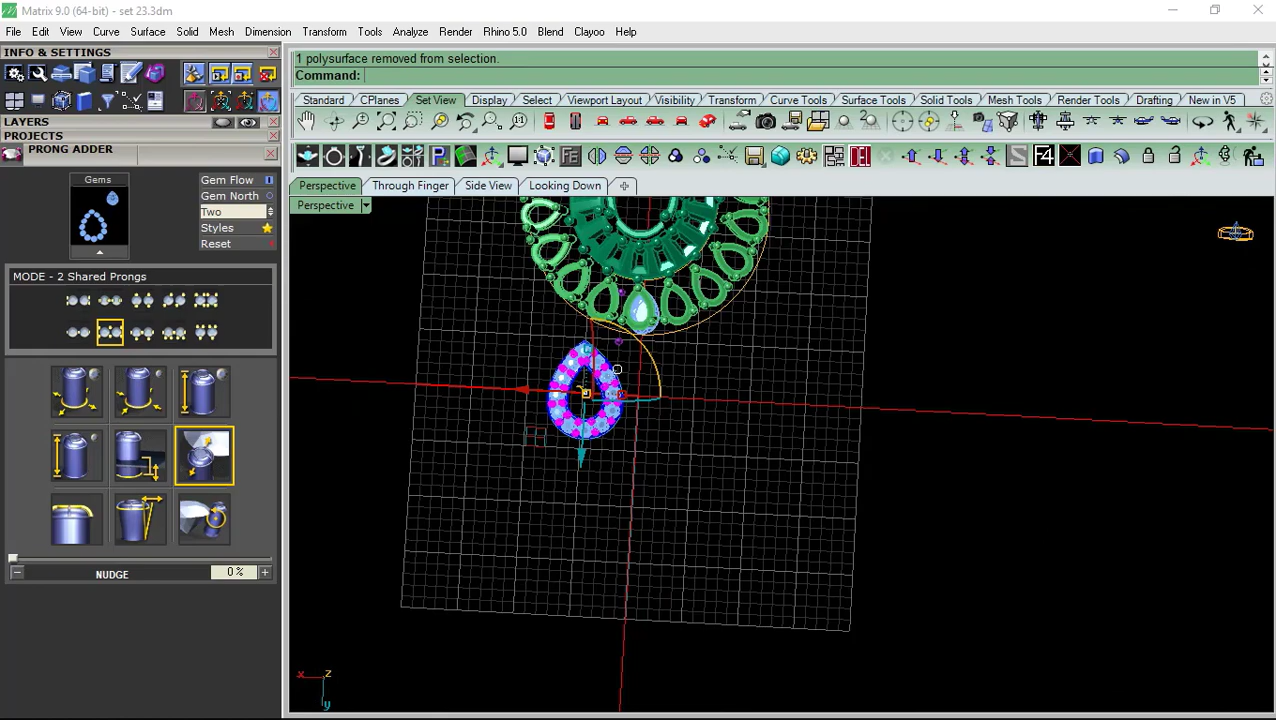 Matrix 9.0 (64-bit) - set 23.3dm
File Edit View Curve Surface Solid Mesh Dimension Transform Tools Analyze Render Rhino 5.0 Blend Clayoo Help
INFO & SETTINGS
LAYERS
PROJECTS
PRONG ADDER
Gems
Gem Flow
Gem North
Two
Styles
Reset
MODE - 2 Shared Prongs
NUDGE
0 %
1 polysurface removed from selection.
Command:
Standard CPlanes Set View Display Select Viewport Layout Visibility Transform Curve Tools Surface Tools Solid Tools Mesh Tools Render Tools Drafting New in V5
Perspective Through Finger Side View Looking Down
Perspective
x z
y